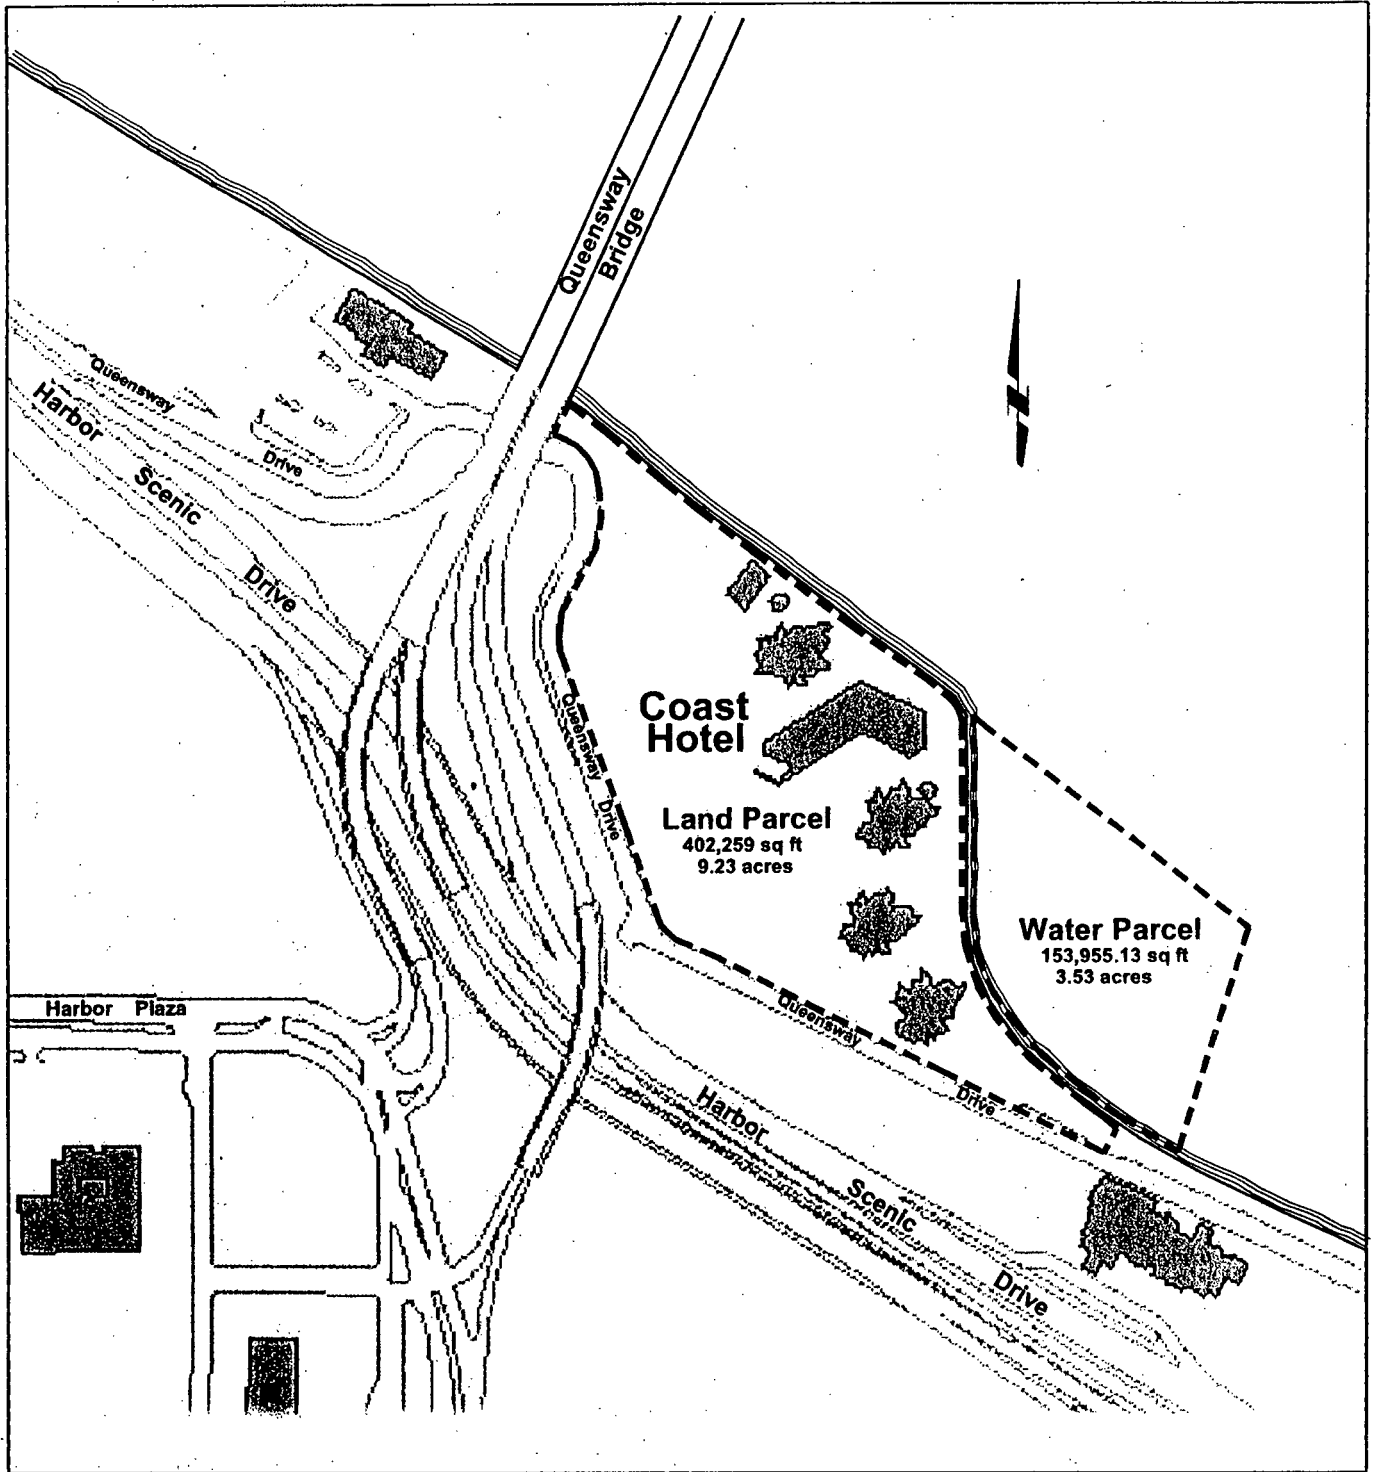 Queensway
Bridge
Queensway
Drive
Harbor
Scenic
Drive
Coast
Hotel
Queensway
Drive
Land Parcel
402,259 sq ft
9.23 acres
Water Parcel
153,955.13 sq ft
3.53 acres
Harbor Plaza
Queensway
Drive
Harbor
Scenic
Drive